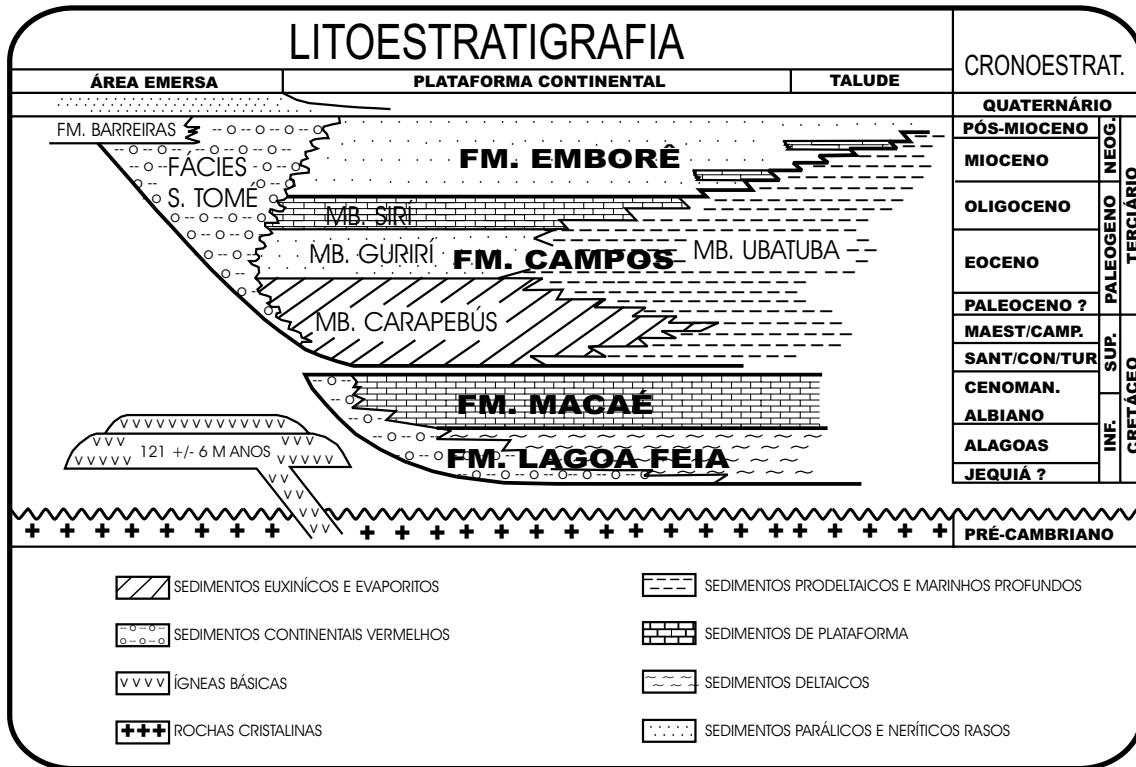 LITOESTRATIGRAFIA
CRONOESTRAT.
ÁREA EMERSA
PLATAFORMA CONTINENTAL
TALUDE
QUATERNÁRIO
FM. BARREIRAS
PÓS-MIOCENO
NEOG.
FÁCIES
S. TOMÉ
FM. EMBORÊ
MIOCENO
TERCIÁRIO
MB. SIRÍ
OLIGOCENO
PALEOGENO
MB. GURIRÍ
FM. CAMPOS
MB. UBATUBA
EOCENO
MB. CARAPEBÚS
PALEOCENO ?
MAEST/CAMP.
SUP.
SANT/CON/TUR
CRETÁCEO
FM. MACAÉ
CENOMAN.
ALBIANO
INF.
121 +/- 6 M ANOS
FM. LAGOA FEIA
ALAGOAS
JEQUIÁ ?
PRÉ-CAMBRIANO
SEDIMENTOS EUXINÍCOS E EVAPORITOS
SEDIMENTOS PRODELTAICOS E MARINHOS PROFUNDOS
SEDIMENTOS CONTINENTAIS VERMELHOS
SEDIMENTOS DE PLATAFORMA
ÍGNEAS BÁSICAS
SEDIMENTOS DELTAICOS
ROCHAS CRISTALINAS
SEDIMENTOS PARÁLICOS E NERÍTICOS RASOS